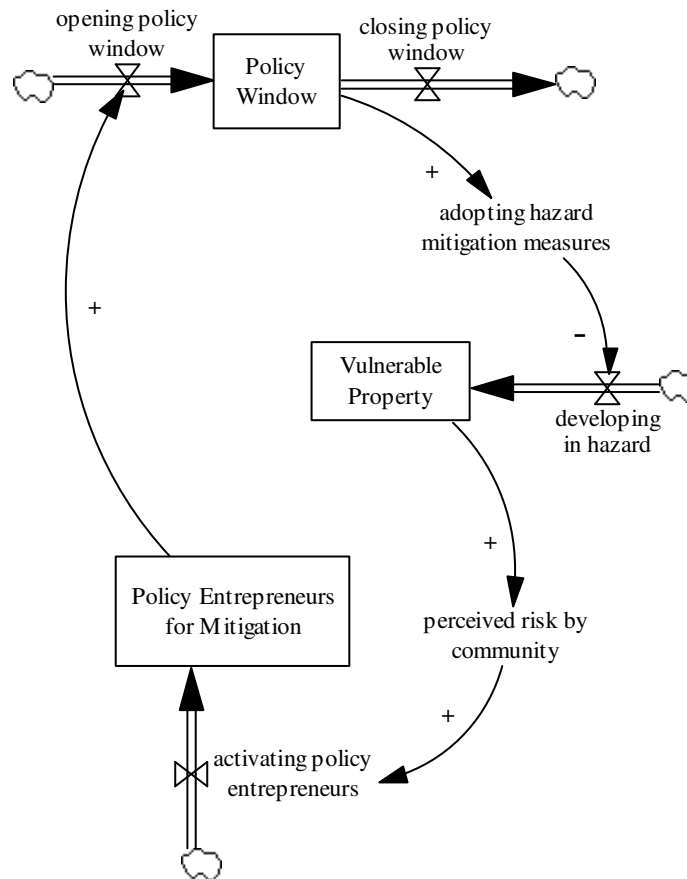 opening policy
window
Policy
Window
closing policy
window
+
adopting hazard
mitigation measures
+
-
Vulnerable
Property
developing
in hazard
+
Policy Entrepreneurs
for Mitigation
perceived risk by
community
+
activating policy
entrepreneurs